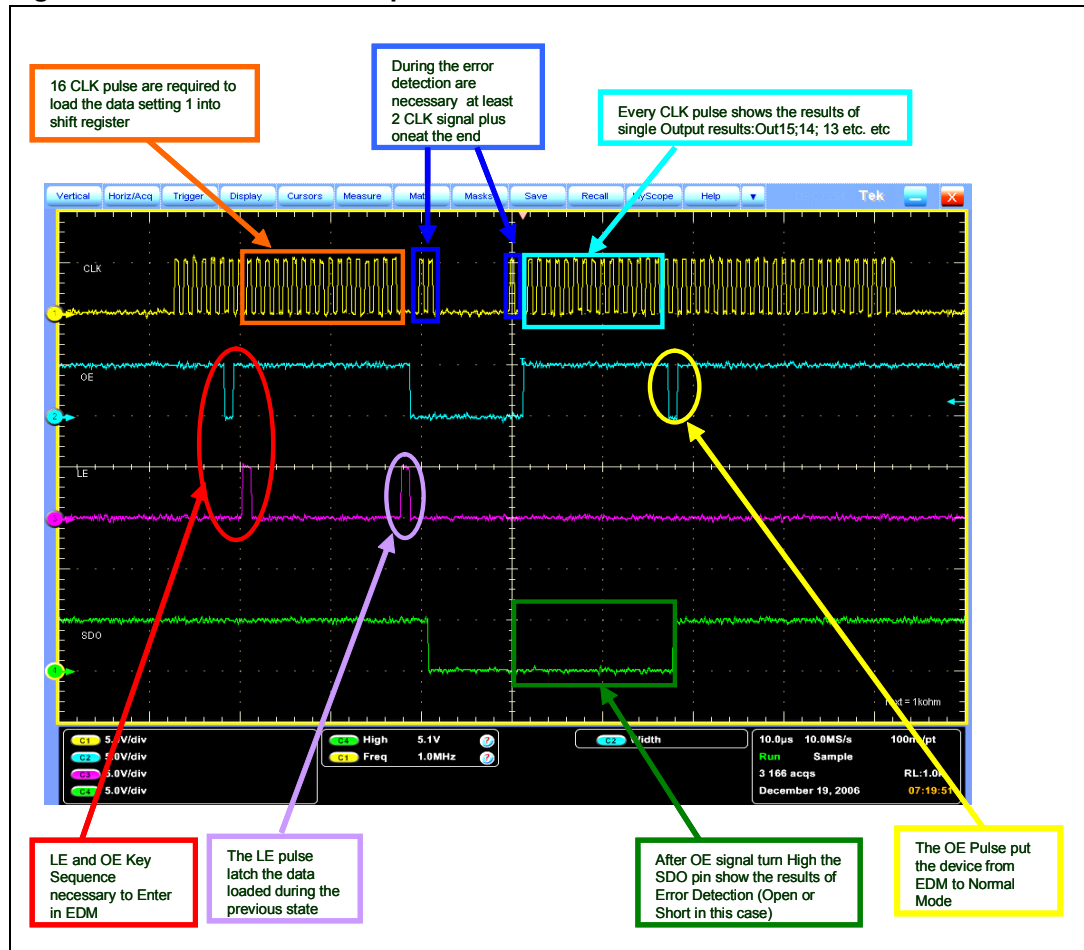 16 CLK pulse are required to
load the data setting 1 into
shift register
During the error
detection are
necessary at least
2 CLK signal plus
oneat the end
Every CLK pulse shows the results of
single Output results:Out15;14; 13 etc. etc
Vertical Horiz/Acq Trigger Display Cursors Measure Masks Save Recall Help Tek X
CLK
1
T
OE
2
LE
3
SDO
= 1kohm
C1 5.0V/div
C2 5.0V/div
C3 5.0V/div
C4 5.0V/div
C4 High 5.1V
C1 Freq 1.0MHz
C2 Width
10.0µs 10.0MS/s
Run Sample
3 166 acqs
December 19, 2006 07:19:51
LE and OE Key
Sequence
necessary to Enter
in EDM
The LE pulse
latch the data
loaded during the
previous state
After OE signal turn High the
SDO pin show the results of
Error Detection (Open or
Short in this case)
The OE Pulse put
the device from
EDM to Normal
Mode